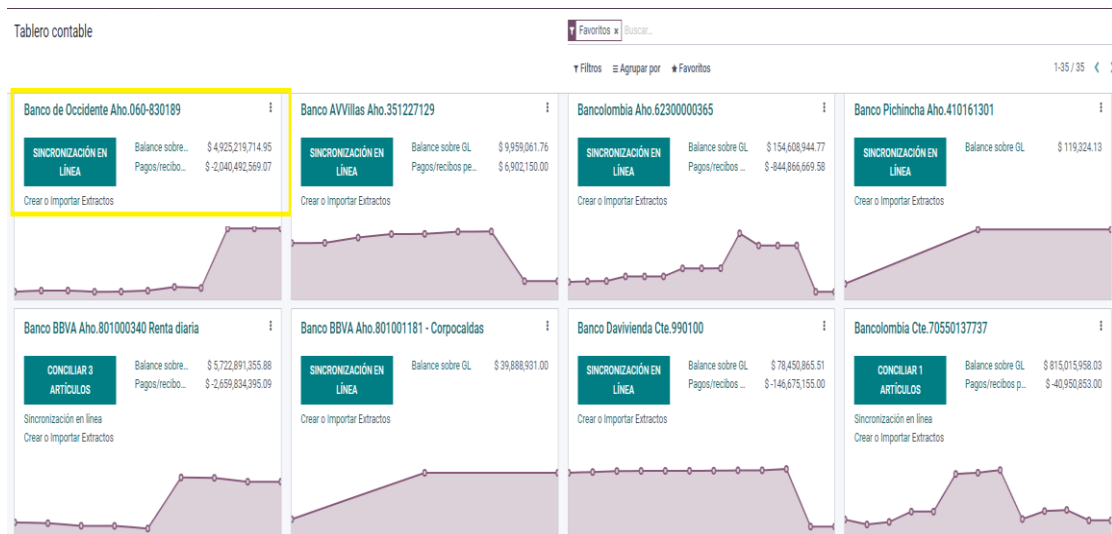 Tablero contable
Favoritos x Buscar...
Filtros Agrupar por Favoritos 1-35 / 35
Banco de Occidente Aho.060-830189
SINCRONIZACIÓN EN LÍNEA
Balance sobre... $ 4,925,219,714.95
Pagos/recibo... $ -2,040,492,569.07
Crear o Importar Extractos
Banco AVVillas Aho.351227129
SINCRONIZACIÓN EN LÍNEA
Balance sobre GL $ 9,959,061.76
Pagos/recibos pe... $ 6,902,150.00
Crear o Importar Extractos
Bancolombia Aho.62300000365
SINCRONIZACIÓN EN LÍNEA
Balance sobre GL $ 154,608,944.77
Pagos/recibos ... $ -844,866,669.58
Crear o Importar Extractos
Banco Pichincha Aho.410161301
SINCRONIZACIÓN EN LÍNEA
Balance sobre GL $ 119,324.13
Crear o Importar Extractos
Banco BBVA Aho.801000340 Renta diaria
CONCILIAR 3 ARTÍCULOS
Balance sobre... $ 5,722,891,355.88
Pagos/recibo... $ -2,659,834,395.09
Sincronización en línea
Crear o Importar Extractos
Banco BBVA Aho.801001181 - Corpocaldas
SINCRONIZACIÓN EN LÍNEA
Balance sobre GL $ 39,888,931.00
Crear o Importar Extractos
Banco Davivienda Cte.990100
SINCRONIZACIÓN EN LÍNEA
Balance sobre GL $ 78,450,865.51
Pagos/recibos ... $ -146,675,155.00
Crear o Importar Extractos
Bancolombia Cte.70550137737
CONCILIAR 1 ARTÍCULOS
Balance sobre GL $ 815,015,958.03
Pagos/recibos p... $ -40,950,853.00
Sincronización en línea
Crear o Importar Extractos